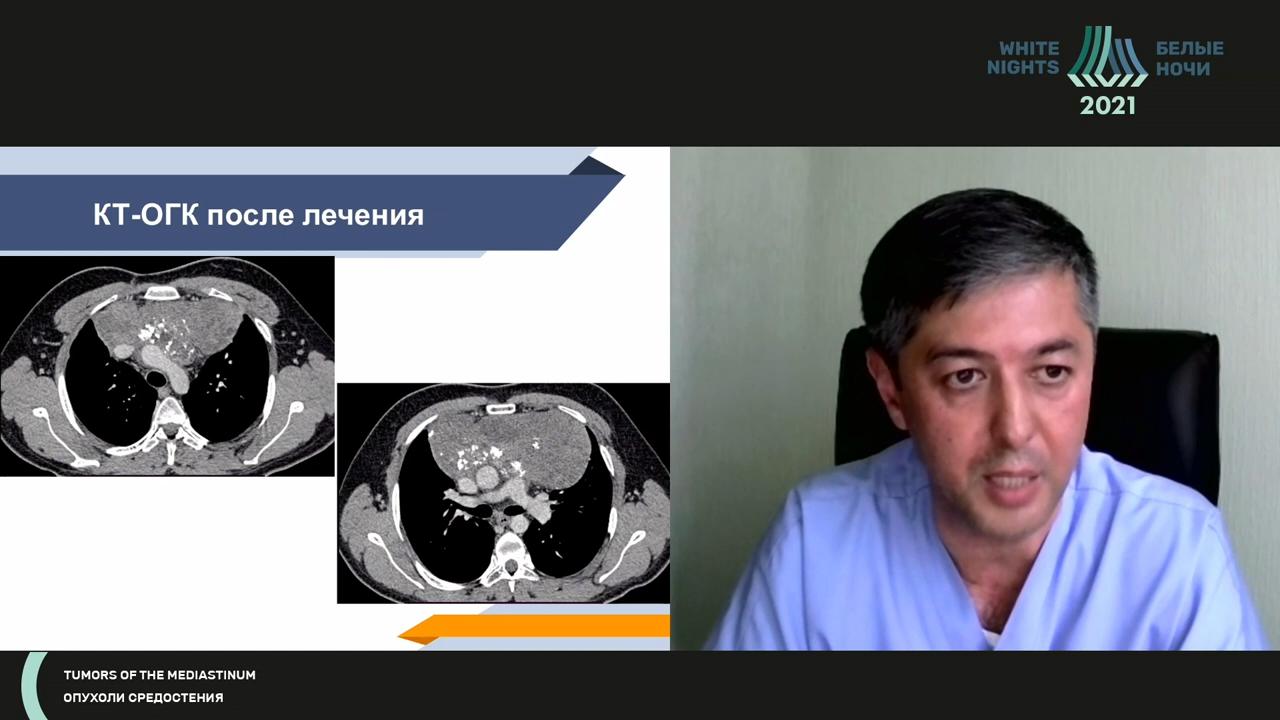 WHITE
NIGHTS
БЕЛЫЕ
НОЧИ
2021
КТ-ОГК после лечения
TUMORS OF THE MEDIASTINUM
ОПУХОЛИ СРЕДОСТЕНИЯ